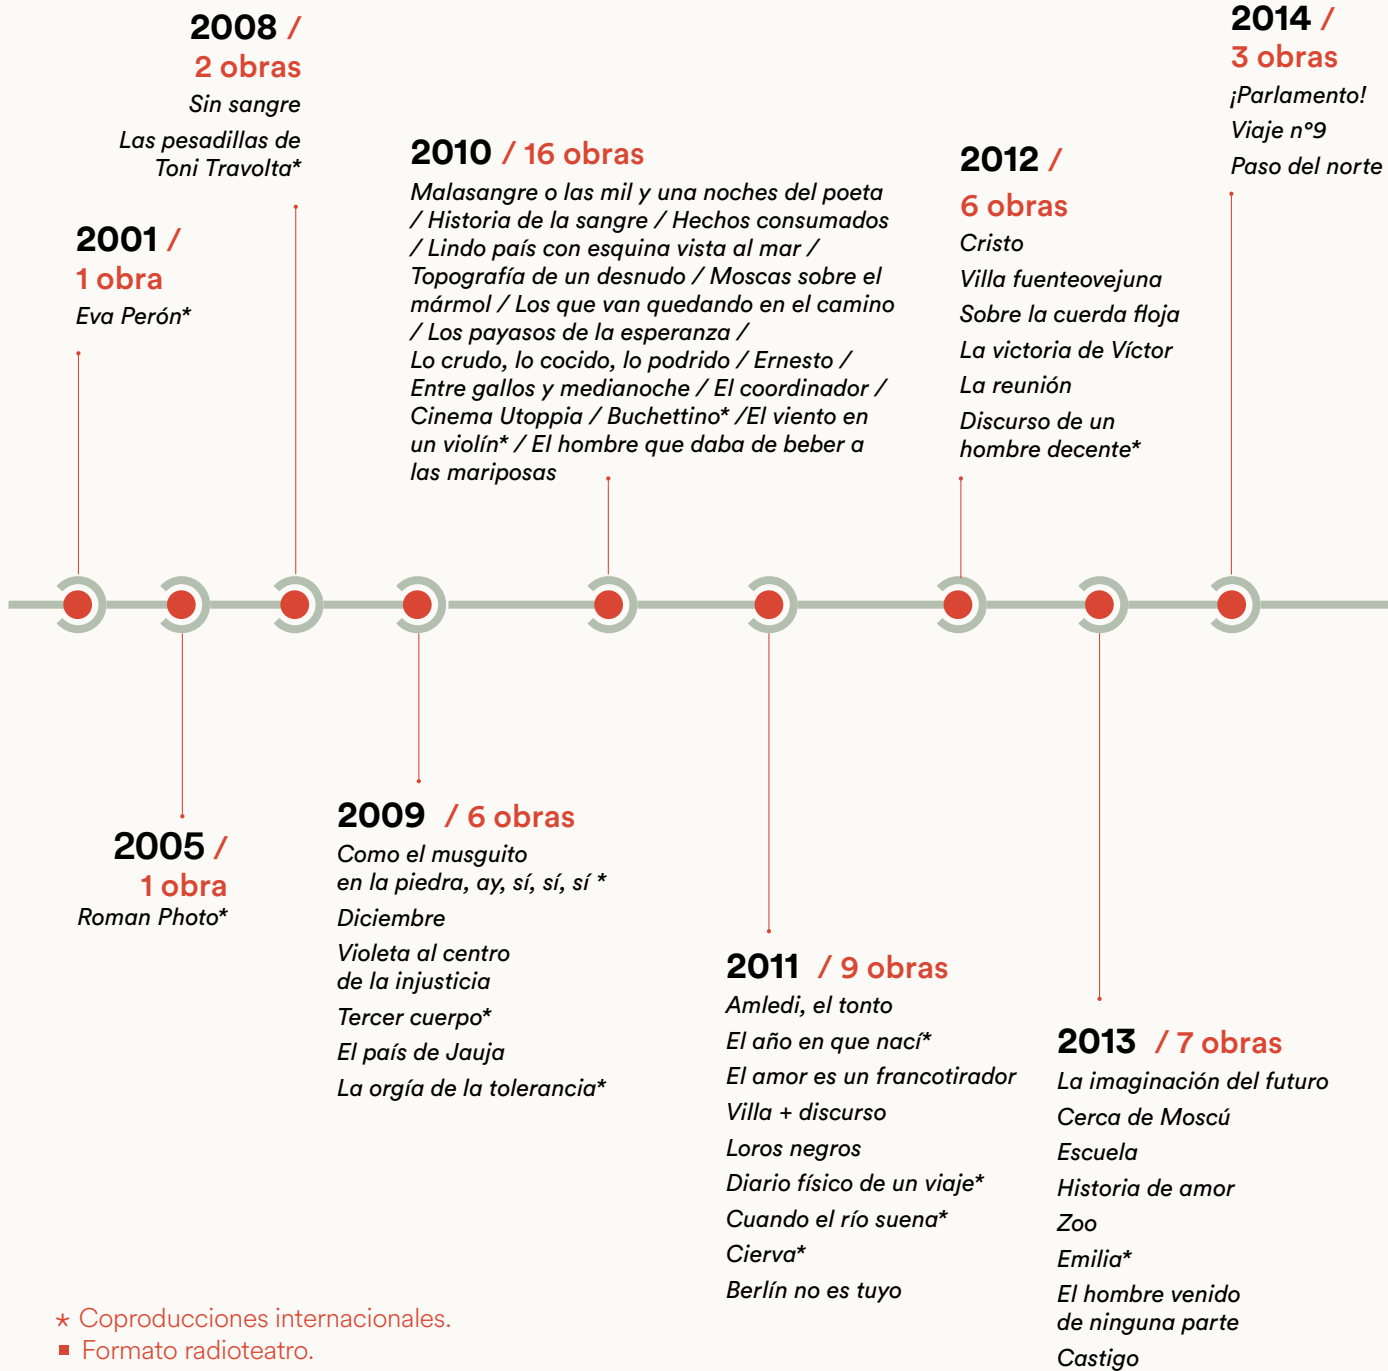 2008 /
2 obras
Sin sangre
Las pesadillas de
Toni Travolta*
2001 /
1 obra
Eva Perón*
2010 / 16 obras
Malasangre o las mil y una noches del poeta
/ Historia de la sangre / Hechos consumados
/ Lindo país con esquina vista al mar /
Topografía de un desnudo / Moscas sobre el
mármol / Los que van quedando en el camino
/ Los payasos de la esperanza /
Lo crudo, lo cocido, lo podrido / Ernesto /
Entre gallos y medianoche / El coordinador /
Cinema Utoppia / Buchettino* /El viento en
un violín* / El hombre que daba de beber a
las mariposas
2012 /
6 obras
Cristo
Villa fuenteovejuna
Sobre la cuerda floja
La victoria de Víctor
La reunión
Discurso de un
hombre decente*
2014 /
3 obras
¡Parlamento!
Viaje nº9
Paso del norte
2005 /
1 obra
Roman Photo*
2009 / 6 obras
Como el musguito
en la piedra, ay, sí, sí, sí *
Diciembre
Violeta al centro
de la injusticia
Tercer cuerpo*
El país de Jauja
La orgía de la tolerancia*
2011 / 9 obras
Amledi, el tonto
El año en que nací*
El amor es un francotirador
Villa + discurso
Loros negros
Diario físico de un viaje*
Cuando el río suena*
Cierva*
Berlín no es tuyo
2013 / 7 obras
La imaginación del futuro
Cerca de Moscú
Escuela
Historia de amor
Zoo
Emilia*
El hombre venido
de ninguna parte
Castigo
* Coproducciones internacionales.
■ Formato radioteatro.